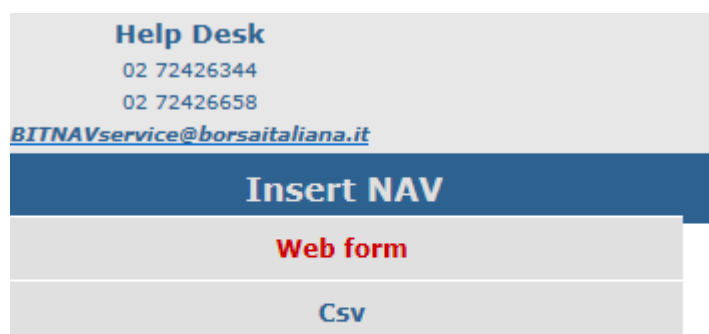 Help Desk
02 72426344
02 72426658
BITNAVservice@borsaitaliana.it
Insert NAV
Web form
Csv